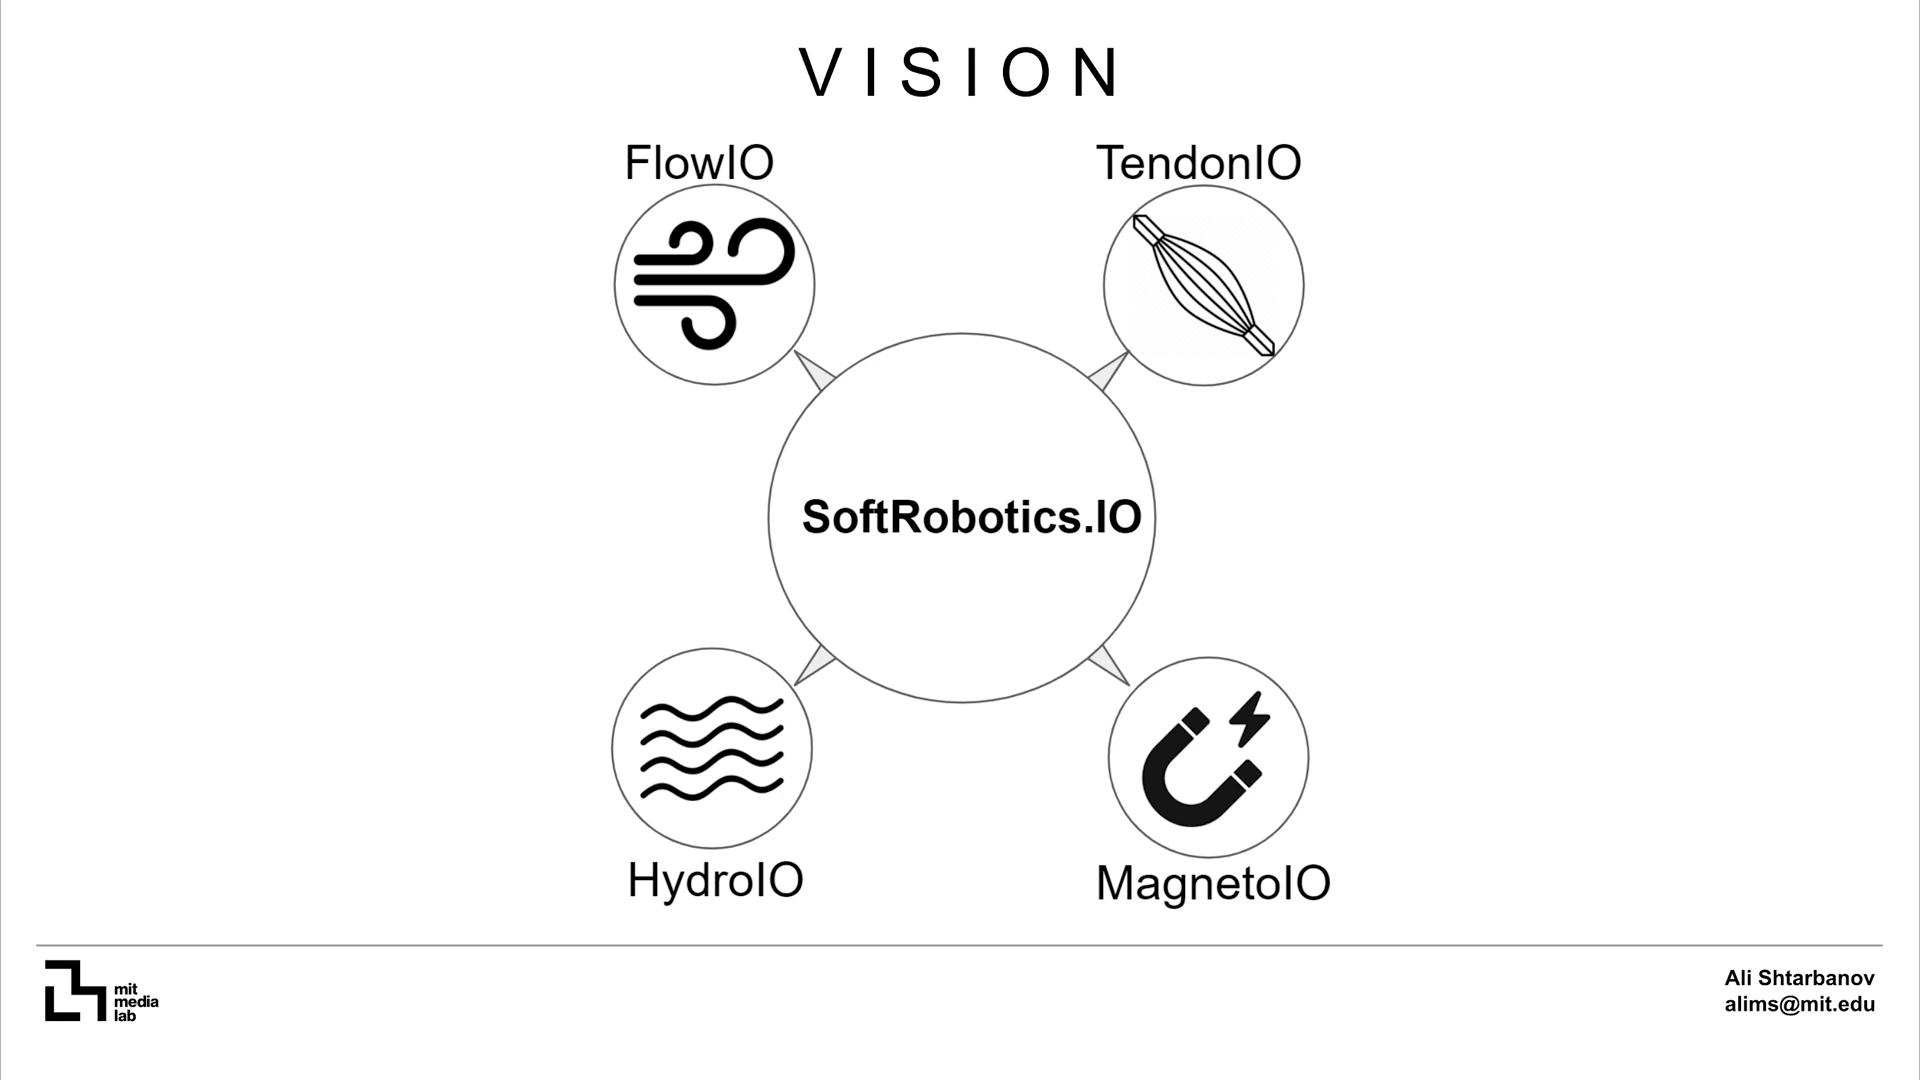 VISION
FlowIO
TendonIO
SoftRobotics.IO
HydroIO
MagnetoIO
mit
media
lab
Ali Shtarbanov
alims@mit.edu